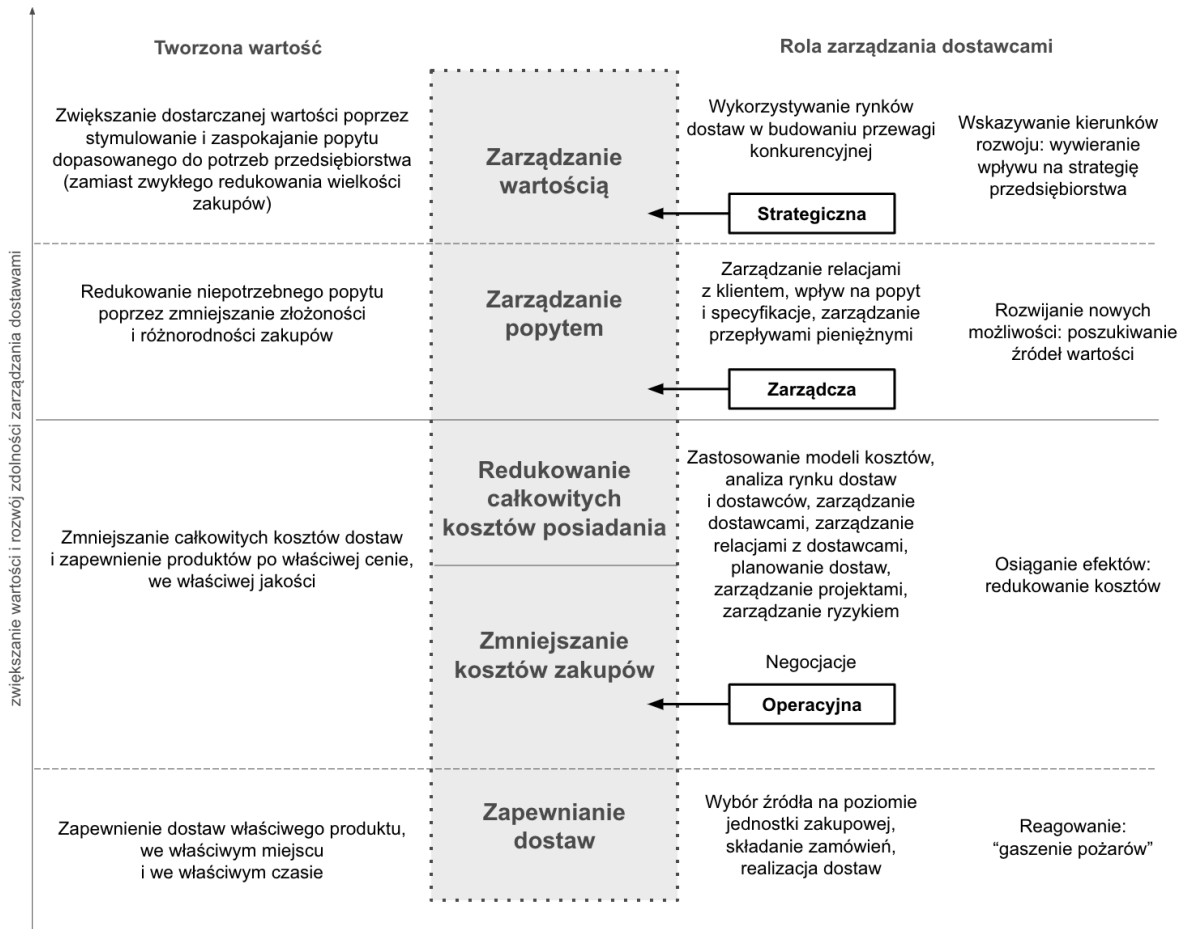 Tworzona wartość
Rola zarządzania dostawcami
zwiększanie wartości i rozwój zdolności zarządzania dostawami
Zwiększanie dostarczanej wartości poprzez
stymulowanie i zaspokajanie popytu
dopasowanego do potrzeb przedsiębiorstwa
(zamiast zwykłego redukowania wielkości
zakupów)
Zarządzanie
wartością
Wykorzystywanie rynków
dostaw w budowaniu przewagi
konkurencyjnej
Strategiczna
Wskazywanie kierunków
rozwoju: wywieranie
wpływu na strategię
przedsiębiorstwa
Redukowanie niepotrzebnego popytu
poprzez zmniejszanie złożoności
i różnorodności zakupów
Zarządzanie
popytem
Zarządzanie relacjami
z klientem, wpływ na popyt
i specyfikacje, zarządzanie
przepływami pieniężnymi
Zarządcza
Rozwijanie nowych
możliwości: poszukiwanie
źródeł wartości
Zmniejszanie całkowitych kosztów dostaw
i zapewnienie produktów po właściwej cenie,
we właściwej jakości
Redukowanie
całkowitych
kosztów posiadania
Zmniejszanie
kosztów zakupów
Zastosowanie modeli kosztów,
analiza rynku dostaw
i dostawców, zarządzanie
dostawcami, zarządzanie
relacjami z dostawcami,
planowanie dostaw,
zarządzanie projektami,
zarządzanie ryzykiem
Negocjacje
Operacyjna
Osiąganie efektów:
redukowanie kosztów
Zapewnienie dostaw właściwego produktu,
we właściwym miejscu
i we właściwym czasie
Zapewnianie
dostaw
Wybór źródła na poziomie
jednostki zakupowej,
składanie zamówień,
realizacja dostaw
Reagowanie:
“gaszenie pożarów”